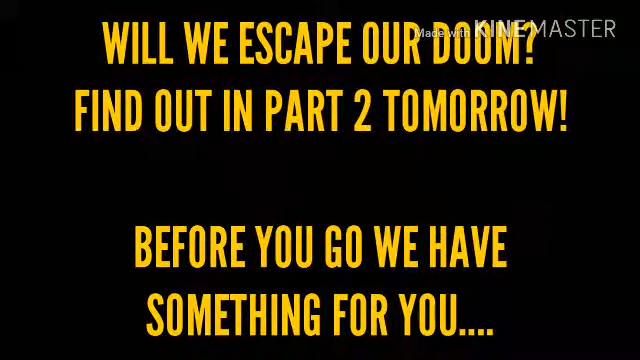 WILL WE ESCAPE OUR DOOM?
Made with KINEMASTER
FIND OUT IN PART 2 TOMORROW!
BEFORE YOU GO WE HAVE
SOMETHING FOR YOU....